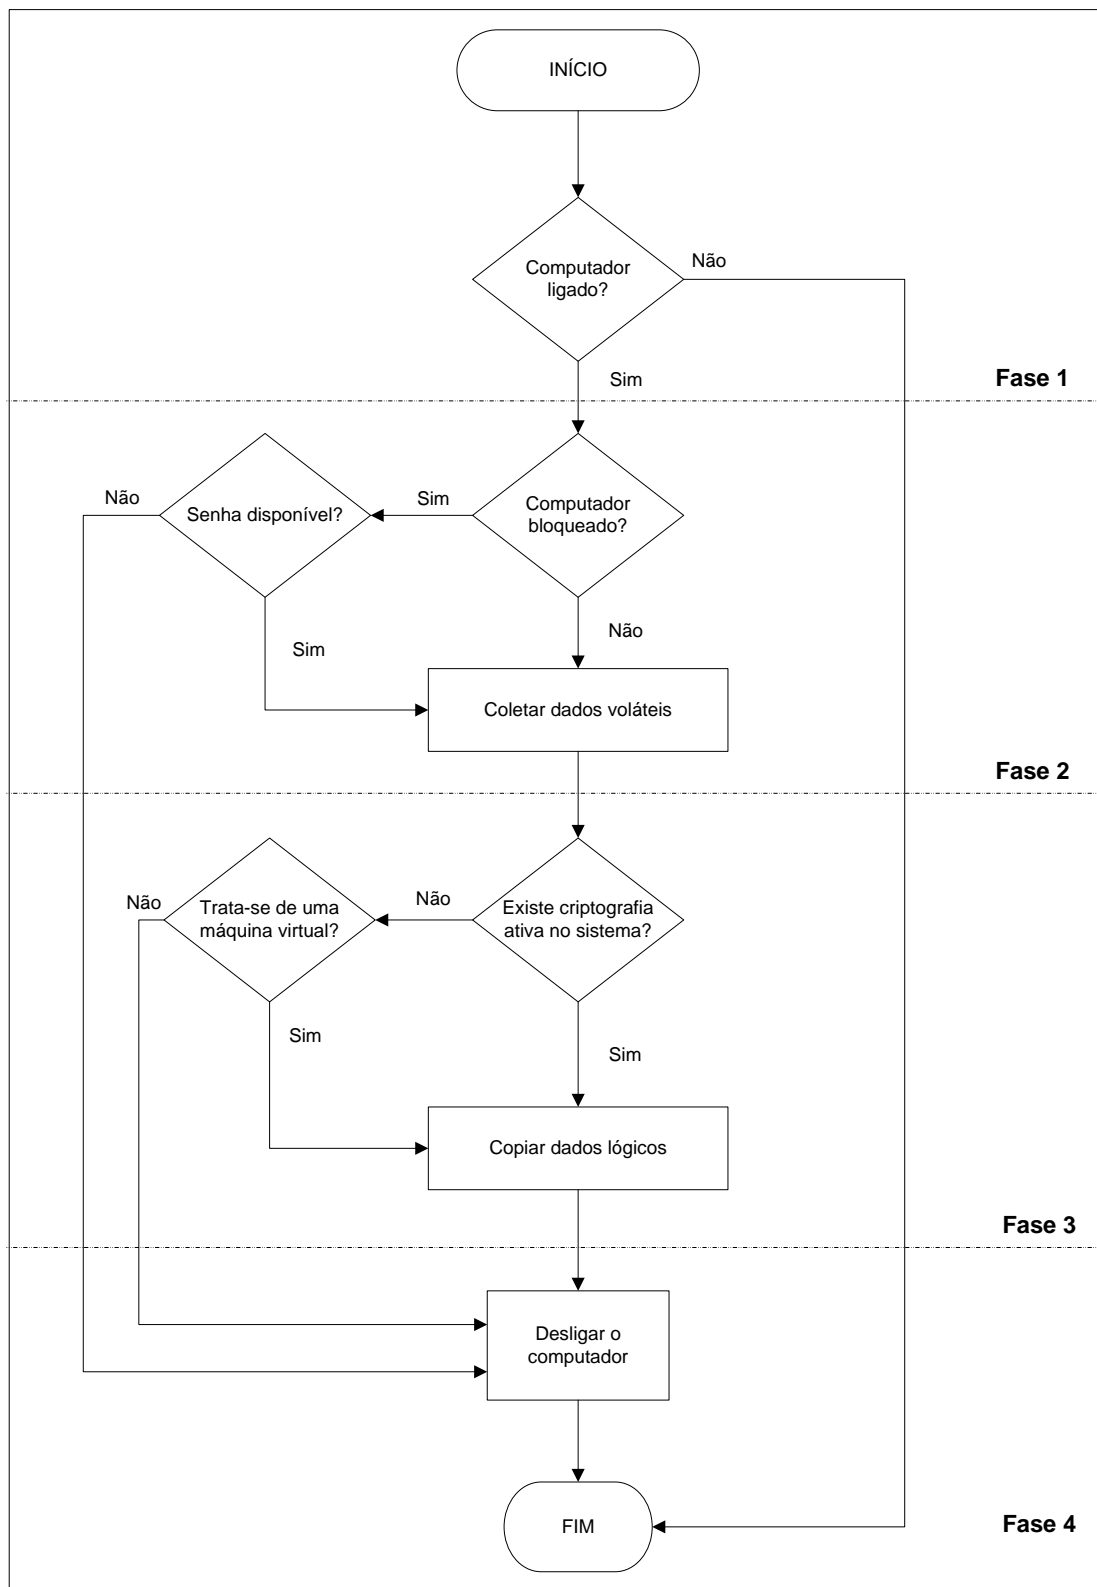 INÍCIO
Computador
ligado?
Não
Sim
Fase 1
Não
Senha disponível?
Sim
Computador
bloqueado?
Sim
Não
Coletar dados voláteis
Fase 2
Não
Trata-se de uma
máquina virtual?
Não
Existe criptografia
ativa no sistema?
Sim
Sim
Copiar dados lógicos
Fase 3
Desligar o
computador
FIM
Fase 4